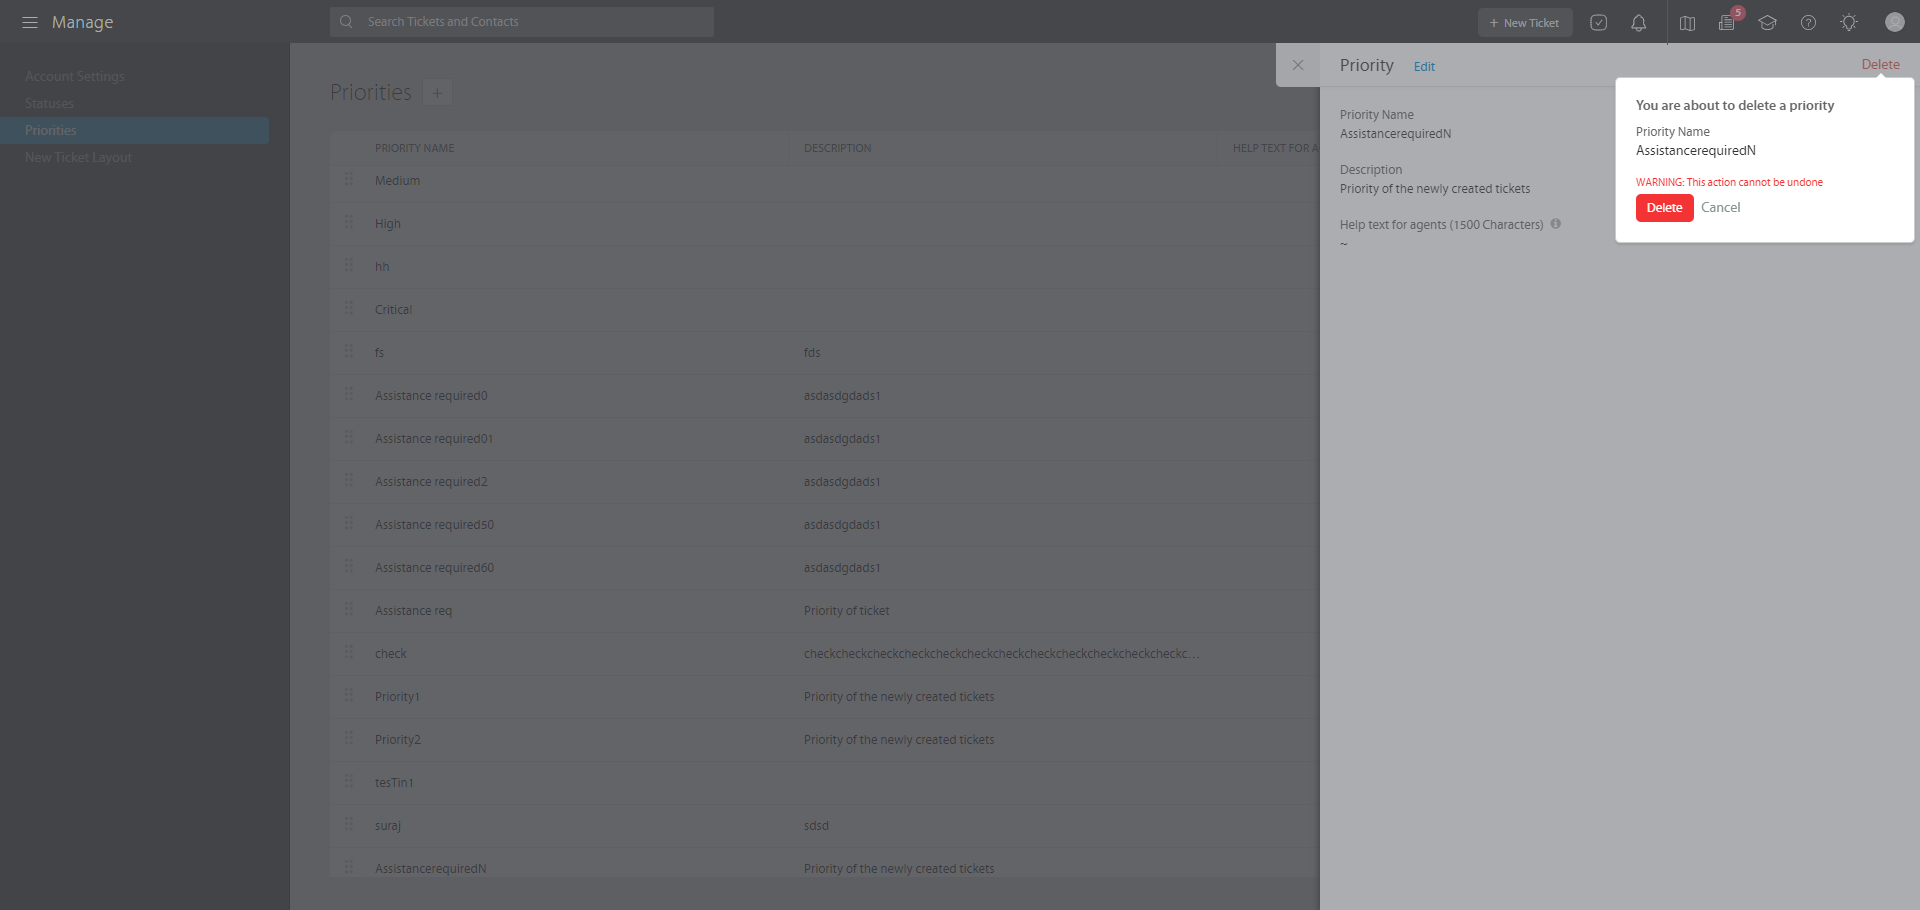 Manage
Search Tickets and Contacts
+ New Ticket
5
Account Settings
Statuses
Priorities
New Ticket Layout
Priorities
+
PRIORITY NAME DESCRIPTION HELP TEXT FOR A
Medium
High
hh
Critical
fs fds
Assistance required0 asdasdgdads1
Assistance required01 asdasdgdads1
Assistance required2 asdasdgdads1
Assistance required50 asdasdgdads1
Assistance required60 asdasdgdads1
Assistance req Priority of ticket
check checkcheckcheckcheckcheckcheckcheckcheckcheckcheckcheckcheckc...
Priority1 Priority of the newly created tickets
Priority2 Priority of the newly created tickets
tesTin1
suraj sdsd
AssistancerequiredN Priority of the newly created tickets
Priority Edit Delete
Priority Name
AssistancerequiredN
Description
Priority of the newly created tickets
Help text for agents (1500 Characters)
~
You are about to delete a priority
Priority Name
AssistancerequiredN
WARNING: This action cannot be undone
Delete Cancel